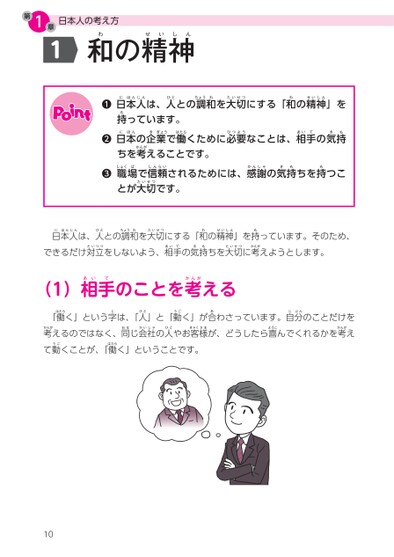 第1章 日本人の考え方
1 和の精神
Point
❶ 日本人は、人との調和を大切にする「和の精神」を
持っています。
❷ 日本の企業で働くために必要なことは、相手の気持
ちを考えることです。
❸ 職場で信頼されるためには、感謝の気持ちを持つこ
とが大切です。
日本人は、人との調和を大切にする「和の精神」を持っています。そのため、
できるだけ対立をしないよう、相手の気持ちを大切に考えようとします。
（1）相手のことを考える
「働く」という字は、「人」と「動く」が合わさっています。自分のことだけを
考えるのではなく、同じ会社の人やお客様が、どうしたら喜んでくれるかを考え
て動くことが、「働く」ということです。
10